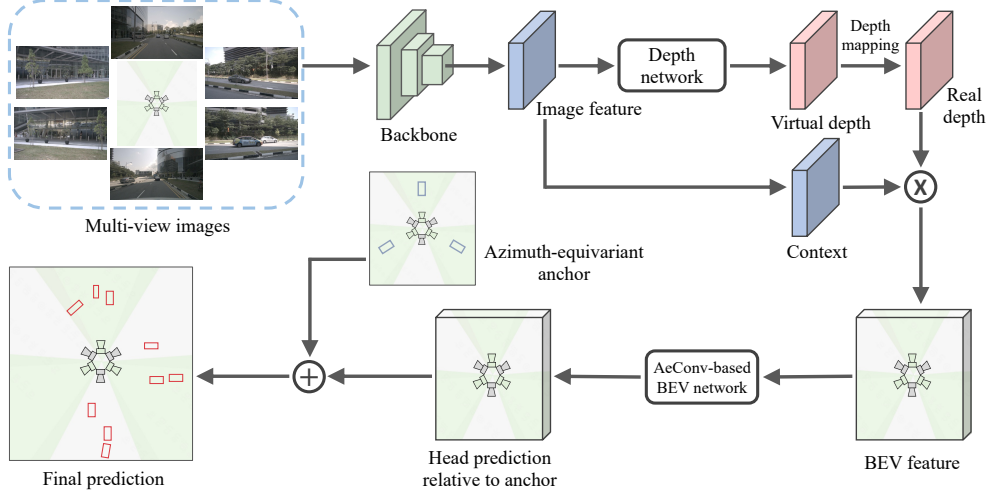 Multi-view images
Backbone
Image feature
Depth
network
Virtual depth
Depth
mapping
Real
depth
Context
X
Azimuth-equivariant
anchor
BEV feature
AeConv-based
BEV network
Head prediction
relative to anchor
Final prediction